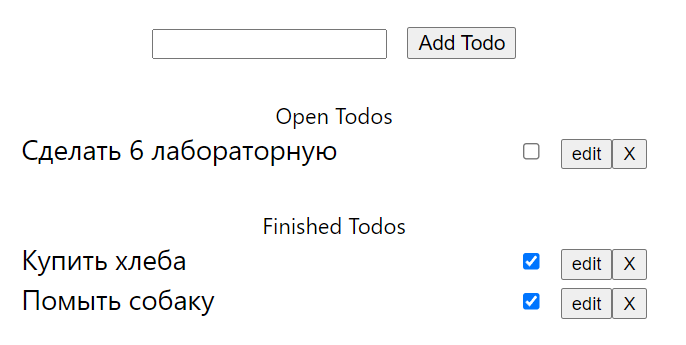 Add Todo
Open Todos
Сделать 6 лабораторную edit X
Finished Todos
Купить хлеба edit X
Помыть собаку edit X